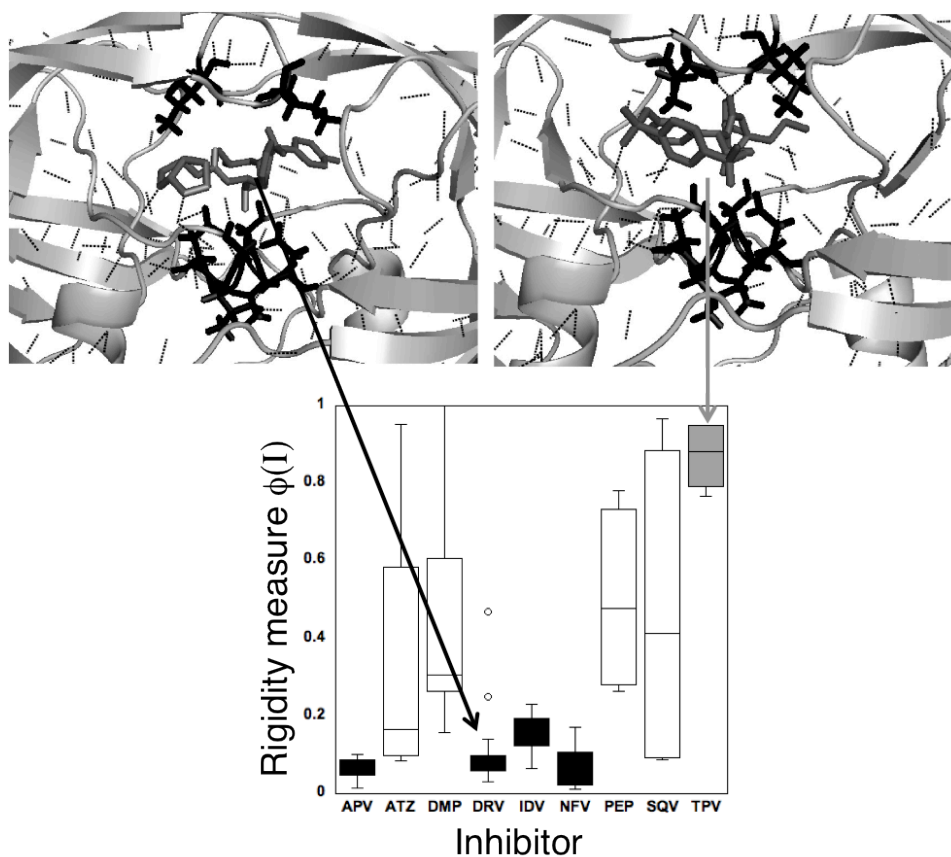 1
0.8
0.6
0.4
0.2
0
Rigidity measure ϕ(I)
APV ATZ DMP DRV IDV NFV PEP SQV TPV
Inhibitor